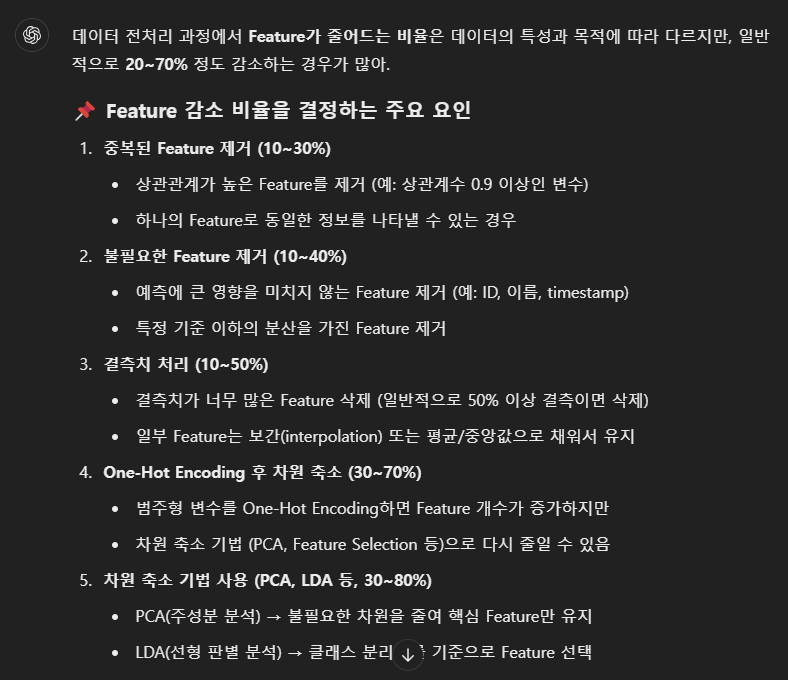 데이터 전처리 과정에서 Feature가 줄어드는 비율은 데이터의 특성과 목적에 따라 다르지만, 일반
적으로 20~70% 정도 감소하는 경우가 많아.
📌 Feature 감소 비율을 결정하는 주요 요인
1. 중복된 Feature 제거 (10~30%)
• 상관관계가 높은 Feature를 제거 (예: 상관계수 0.9 이상인 변수)
• 하나의 Feature로 동일한 정보를 나타낼 수 있는 경우
2. 불필요한 Feature 제거 (10~40%)
• 예측에 큰 영향을 미치지 않는 Feature 제거 (예: ID, 이름, timestamp)
• 특정 기준 이하의 분산을 가진 Feature 제거
3. 결측치 처리 (10~50%)
• 결측치가 너무 많은 Feature 삭제 (일반적으로 50% 이상 결측이면 삭제)
• 일부 Feature는 보간(interpolation) 또는 평균/중앙값으로 채워서 유지
4. One-Hot Encoding 후 차원 축소 (30~70%)
• 범주형 변수를 One-Hot Encoding하면 Feature 개수가 증가하지만
• 차원 축소 기법 (PCA, Feature Selection 등)으로 다시 줄일 수 있음
5. 차원 축소 기법 사용 (PCA, LDA 등, 30~80%)
• PCA(주성분 분석) → 불필요한 차원을 줄여 핵심 Feature만 유지
• LDA(선형 판별 분석) → 클래스 분리 기준으로 Feature 선택